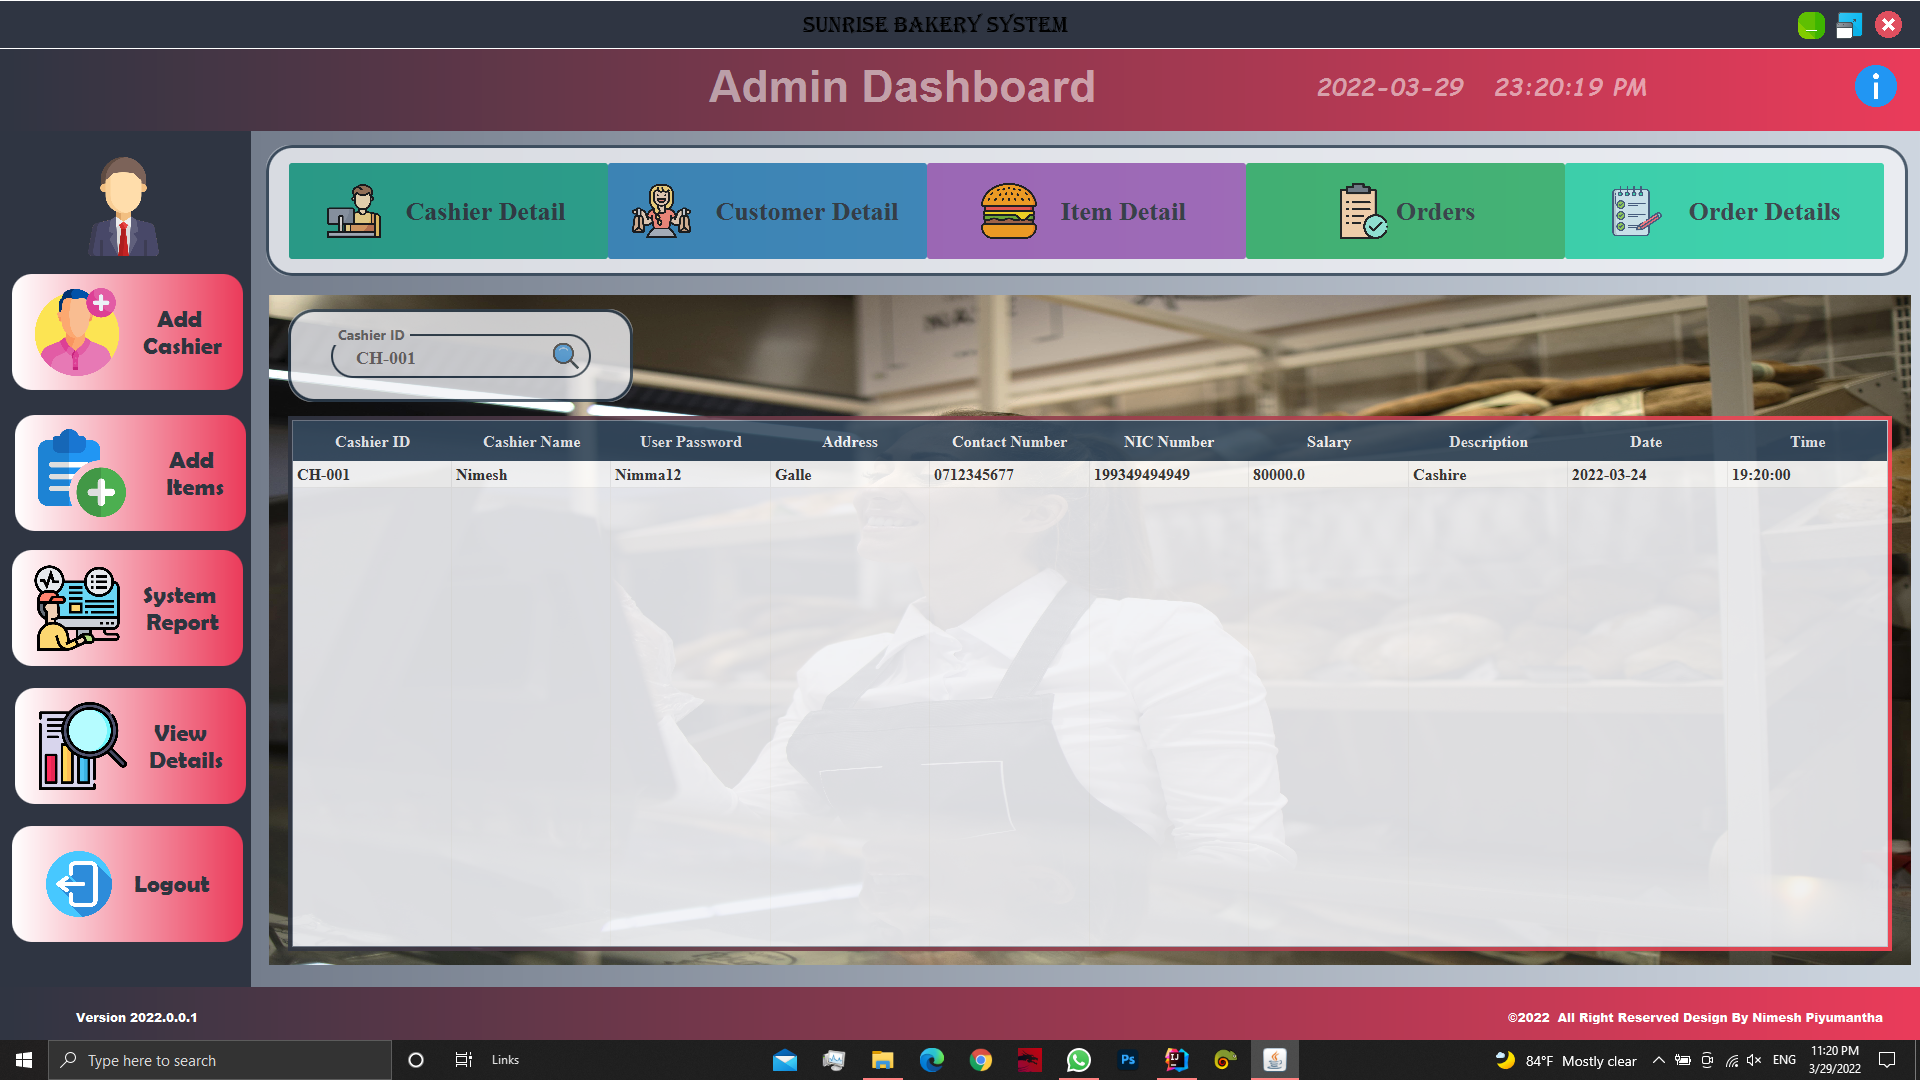 SUNRISE BAKERY SYSTEM
Admin Dashboard
2022-03-29 23:20:19 PM
Cashier Detail
Customer Detail
Item Detail
Orders
Order Details
Add
Cashier
Add
Items
System
Report
View
Details
Logout
Cashier ID
CH-001
Cashier ID Cashier Name User Password Address Contact Number NIC Number Salary Description Date Time
CH-001 Nimesh Nimma12 Galle 0712345677 199349494949 80000.0 Cashire 2022-03-24 19:20:00
Version 2022.0.0.1
©2022 All Right Reserved Design By Nimesh Piyumantha
Type here to search
Links
Ps
84°F Mostly clear
ENG
11:20 PM
3/29/2022